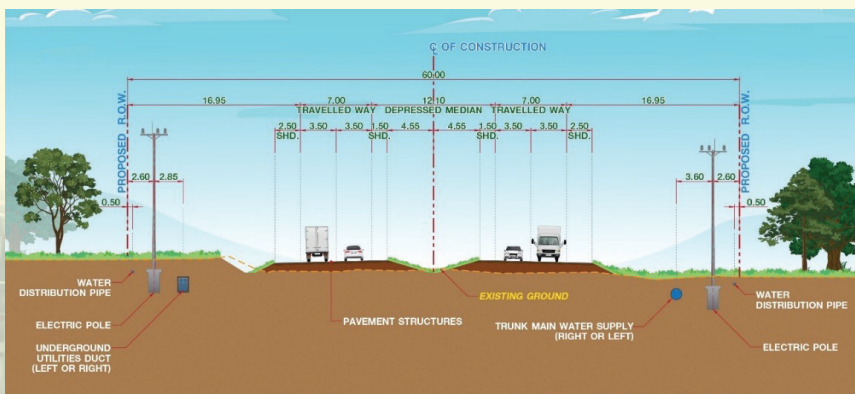 ℄ OF CONSTRUCTION
60.00
16.95 7.00 12.10 7.00 16.95
TRAVELLED WAY DEPRESSED MEDIAN TRAVELLED WAY
2.50 3.50 3.50 1.50 4.55 4.55 1.50 3.50 3.50 2.50
SHD. SHD. SHD. SHD.
PROPOSED R.O.W.
PROPOSED R.O.W.
2.60 2.85 3.60 2.60
0.50 0.50
WATER
DISTRIBUTION PIPE
ELECTRIC POLE
UNDERGROUND
UTILITIES DUCT
(LEFT OR RIGHT)
PAVEMENT STRUCTURES
EXISTING GROUND
TRUNK MAIN WATER SUPPLY
(RIGHT OR LEFT)
WATER
DISTRIBUTION PIPE
ELECTRIC POLE